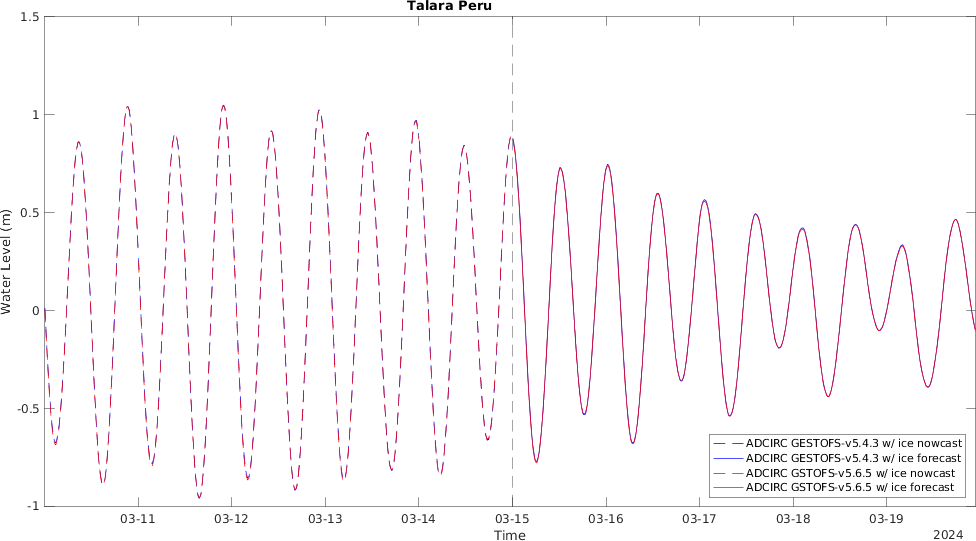 Talara Peru
1.5
1
0.5
0
-0.5
-1
Water Level (m)
03-11 03-12 03-13 03-14 03-15 03-16 03-17 03-18 03-19
Time
2024
ADCIRC GESTOFS-v5.4.3 w/ ice nowcast
ADCIRC GESTOFS-v5.4.3 w/ ice forecast
ADCIRC GSTOFS-v5.6.5 w/ ice nowcast
ADCIRC GSTOFS-v5.6.5 w/ ice forecast